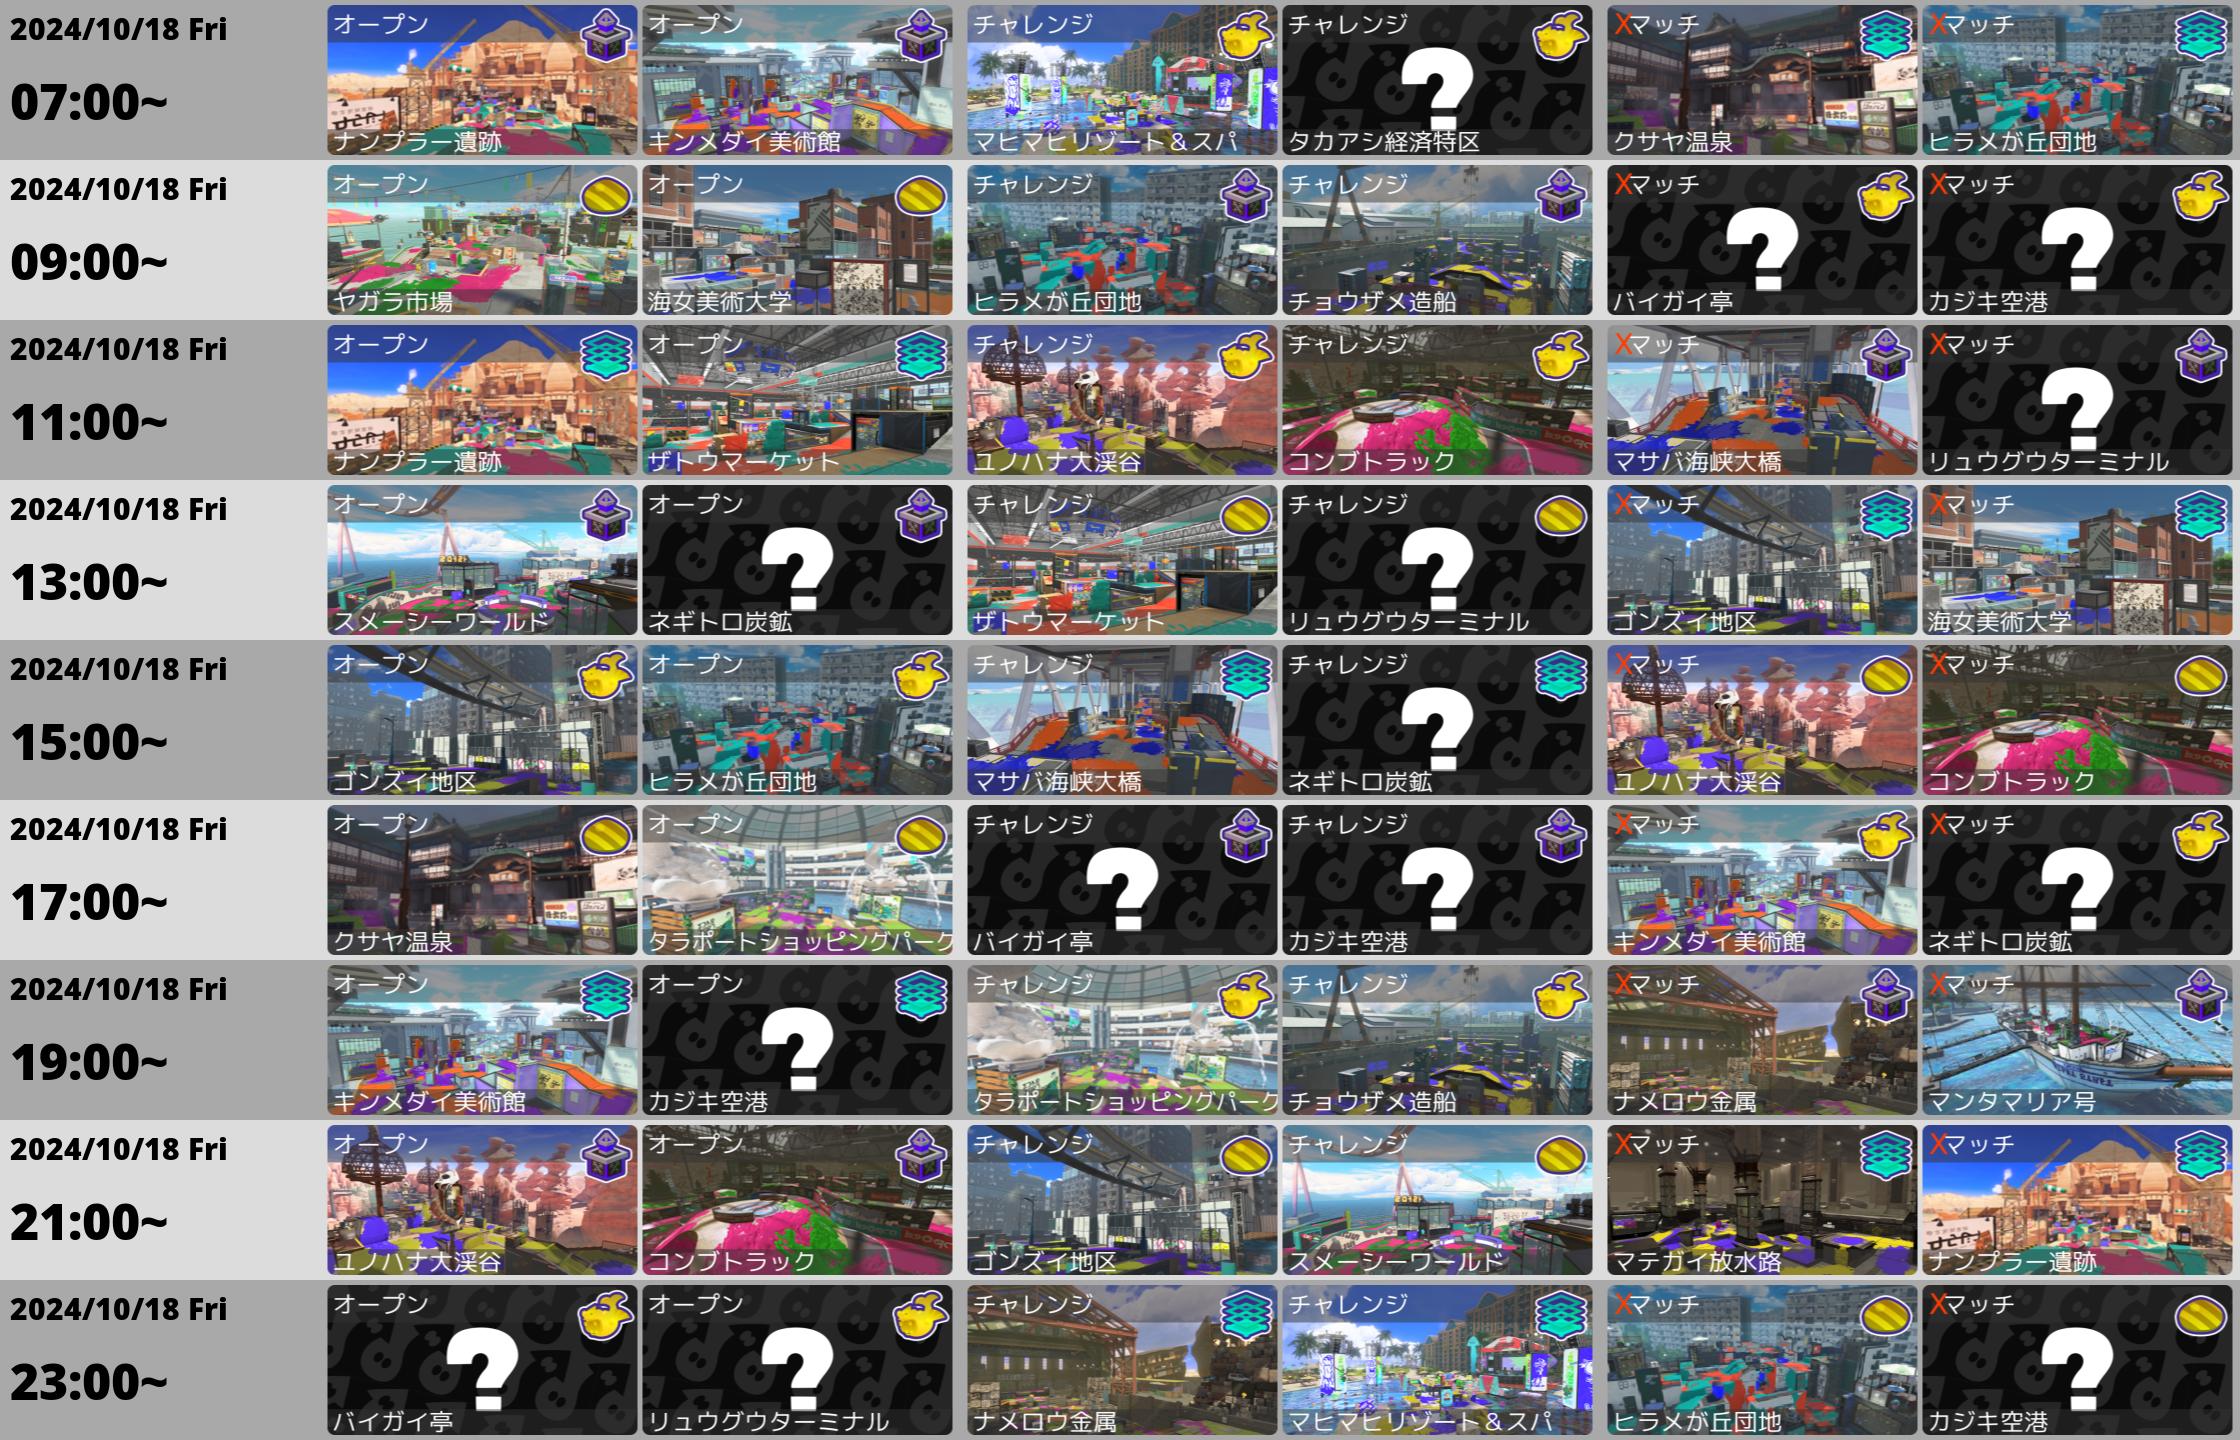 2024/10/18 Fri
07:00~
オープン
ナンプラー遺跡
オープン
キンメダイ美術館
チャレンジ
マヒマヒリゾート＆スパ
チャレンジ
タカアシ経済特区
Xマッチ
クサヤ温泉
Xマッチ
ヒラメが丘団地
2024/10/18 Fri
09:00~
オープン
ヤガラ市場
オープン
海女美術大学
チャレンジ
ヒラメが丘団地
チャレンジ
チョウザメ造船
Xマッチ
バイガイ亭
Xマッチ
カジキ空港
2024/10/18 Fri
11:00~
オープン
ナンプラー遺跡
オープン
ザトウマーケット
チャレンジ
ユノハナ大渓谷
チャレンジ
コンブトラック
Xマッチ
マサバ海峡大橋
Xマッチ
リュウグウターミナル
2024/10/18 Fri
13:00~
オープン
スメーシーワールド
オープン
ネギトロ炭鉱
チャレンジ
ザトウマーケット
チャレンジ
リュウグウターミナル
Xマッチ
ゴンズイ地区
Xマッチ
海女美術大学
2024/10/18 Fri
15:00~
オープン
ゴンズイ地区
オープン
ヒラメが丘団地
チャレンジ
マサバ海峡大橋
チャレンジ
ネギトロ炭鉱
Xマッチ
ユノハナ大渓谷
Xマッチ
コンブトラック
2024/10/18 Fri
17:00~
オープン
クサヤ温泉
オープン
タラポートショッピングパーク
チャレンジ
バイガイ亭
チャレンジ
カジキ空港
Xマッチ
キンメダイ美術館
Xマッチ
ネギトロ炭鉱
2024/10/18 Fri
19:00~
オープン
キンメダイ美術館
オープン
カジキ空港
チャレンジ
タラポートショッピングパーク
チャレンジ
チョウザメ造船
Xマッチ
ナメロウ金属
Xマッチ
マンタマリア号
2024/10/18 Fri
21:00~
オープン
ユノハナ大渓谷
オープン
コンブトラック
チャレンジ
ゴンズイ地区
チャレンジ
スメーシーワールド
Xマッチ
マテガイ放水路
Xマッチ
ナンプラー遺跡
2024/10/18 Fri
23:00~
オープン
バイガイ亭
オープン
リュウグウターミナル
チャレンジ
ナメロウ金属
チャレンジ
マヒマヒリゾート＆スパ
Xマッチ
ヒラメが丘団地
Xマッチ
カジキ空港